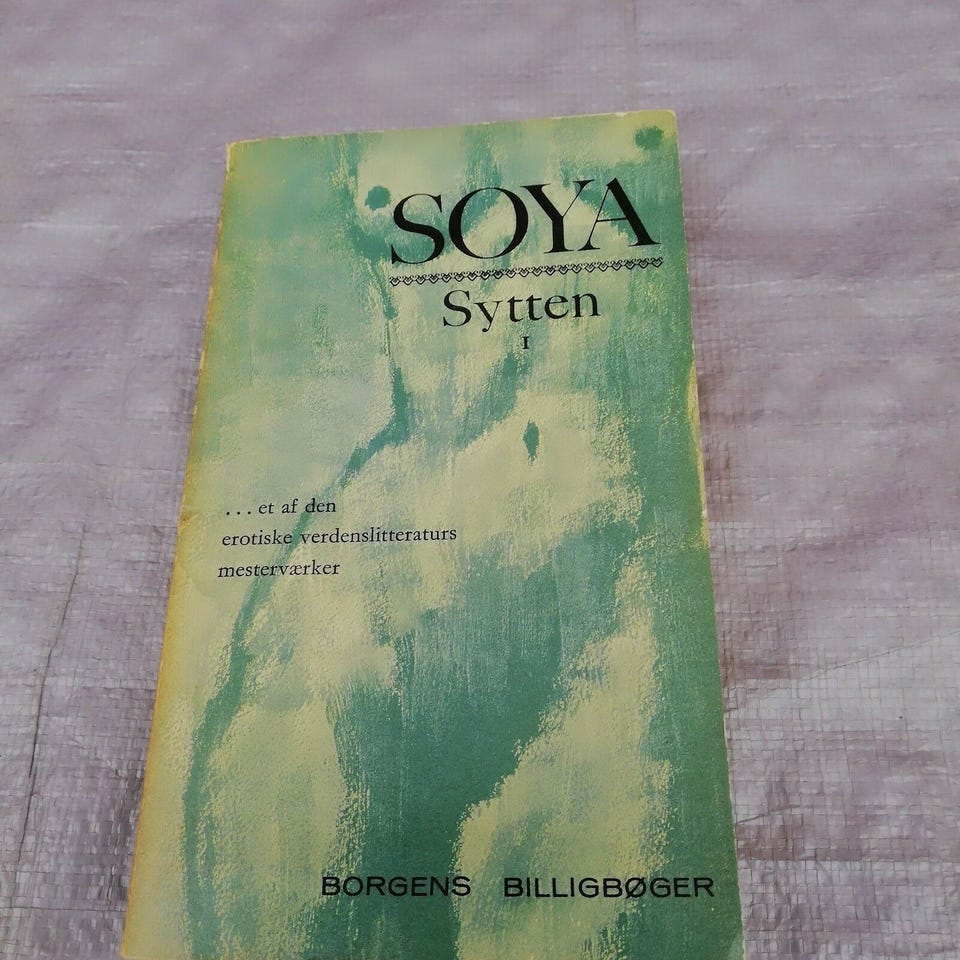 SOYA
Sytten
I
... et af den
erotiske verdenslitteraturs
mesterværker
BORGENS BILLIGBØGER